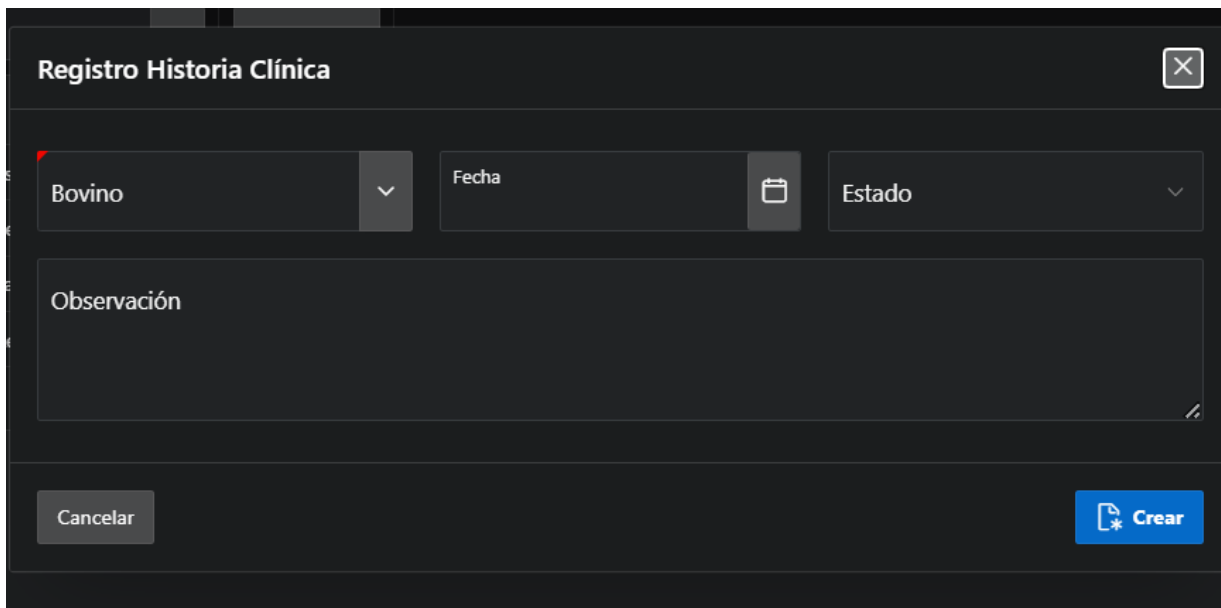 Registro Historia Clínica
Bovino
Fecha
Estado
Observación
Cancelar
Crear